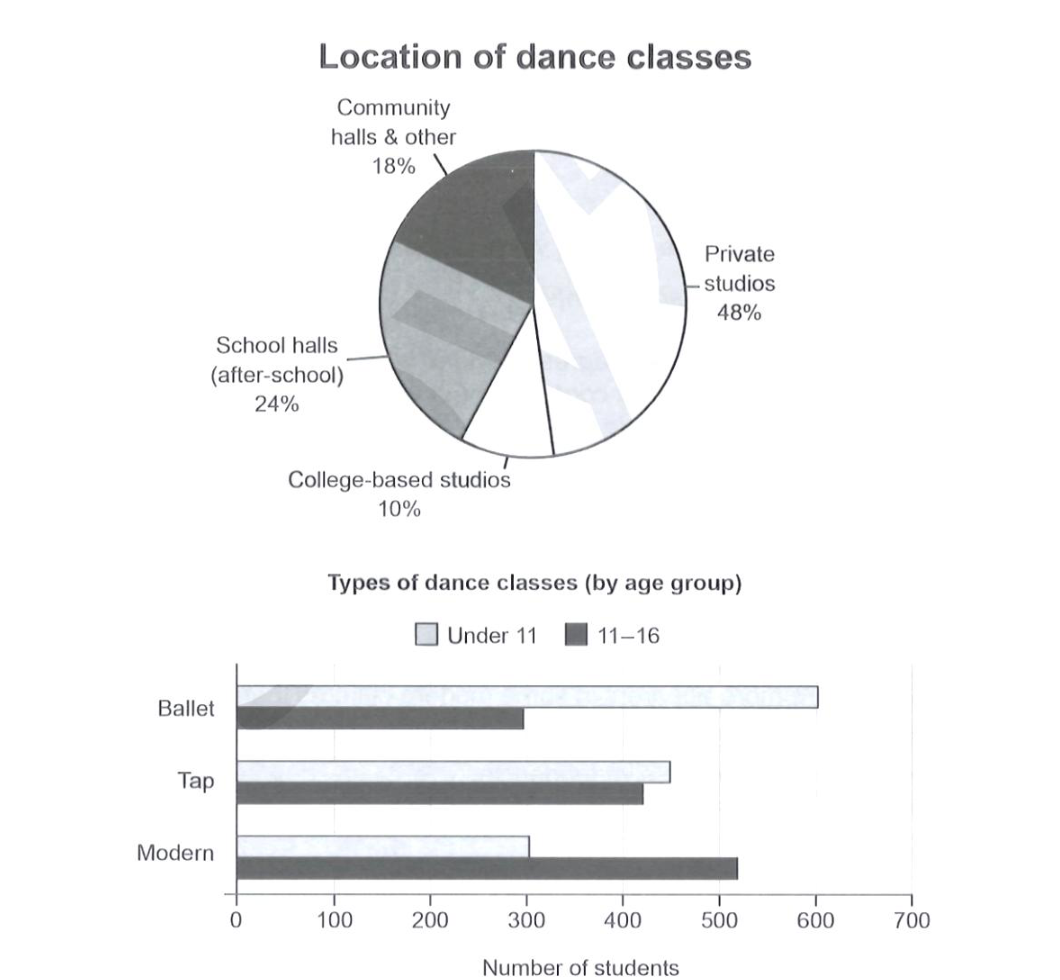 Location of dance classes
Community
halls & other
18%
Private
studios
48%
School halls
(after-school)
24%
College-based studios
10%
Types of dance classes (by age group)
Under 11
11–16
Ballet
Tap
Modern
0 100 200 300 400 500 600 700
Number of students